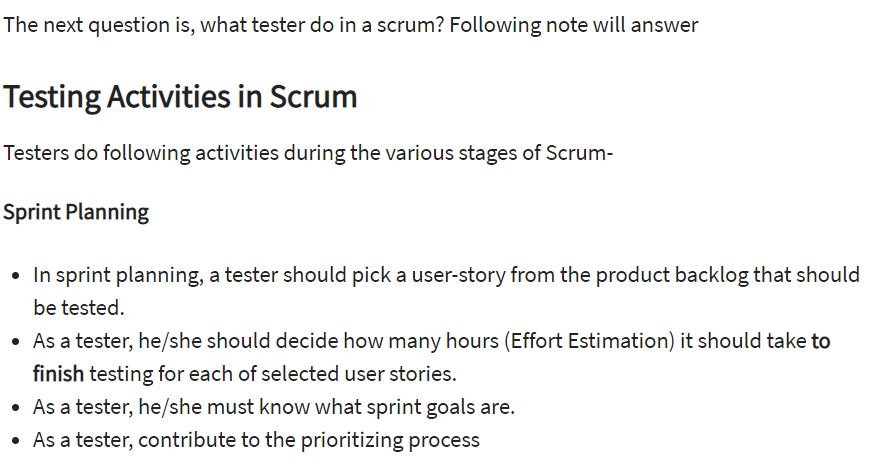 The next question is, what tester do in a scrum? Following note will answer
Testing Activities in Scrum
Testers do following activities during the various stages of Scrum-
Sprint Planning
• In sprint planning, a tester should pick a user-story from the product backlog that should
be tested.
• As a tester, he/she should decide how many hours (Effort Estimation) it should take to
finish testing for each of selected user stories.
• As a tester, he/she must know what sprint goals are.
• As a tester, contribute to the prioritizing process